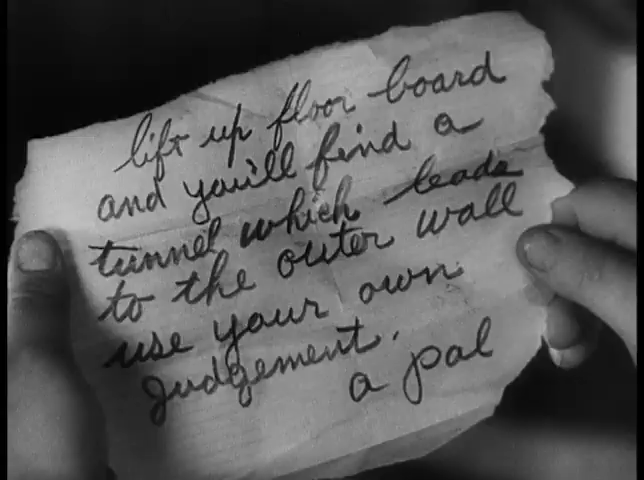 lift up floor board
and you'll find a
tunnel which leads
to the outer wall
use your own
judgement.
a pal